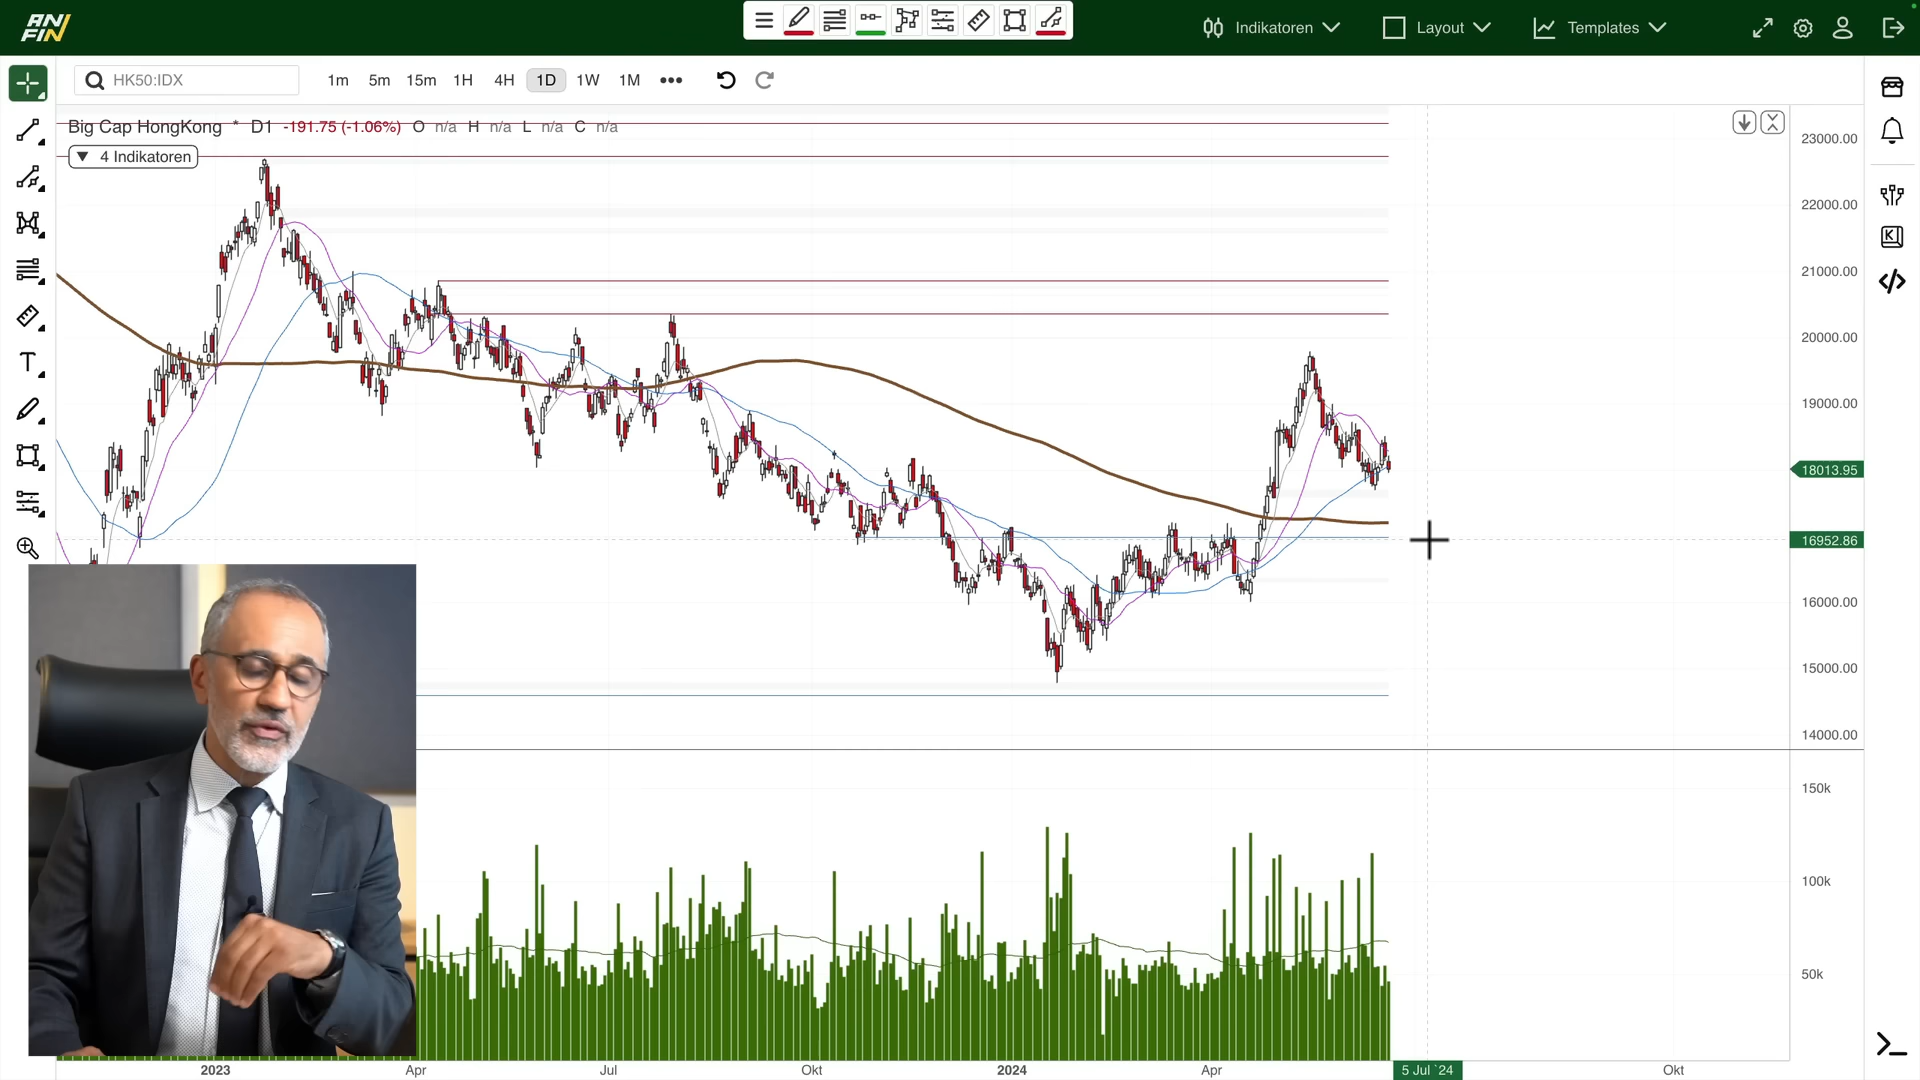 ANFIN
Indikatoren
Layout
Templates
HK50:IDX
1m 5m 15m 1H 4H 1D 1W 1M
Big Cap HongKong * D1 -191.75 (-1.06%) O n/a H n/a L n/a C n/a
▼ 4 Indikatoren
T
K
23000.00
22000.00
21000.00
20000.00
19000.00
18013.95
16952.86
16000.00
15000.00
14000.00
150k
100k
50k
2023 Apr Jul Okt 2024 Apr 5 Jul `24 Okt